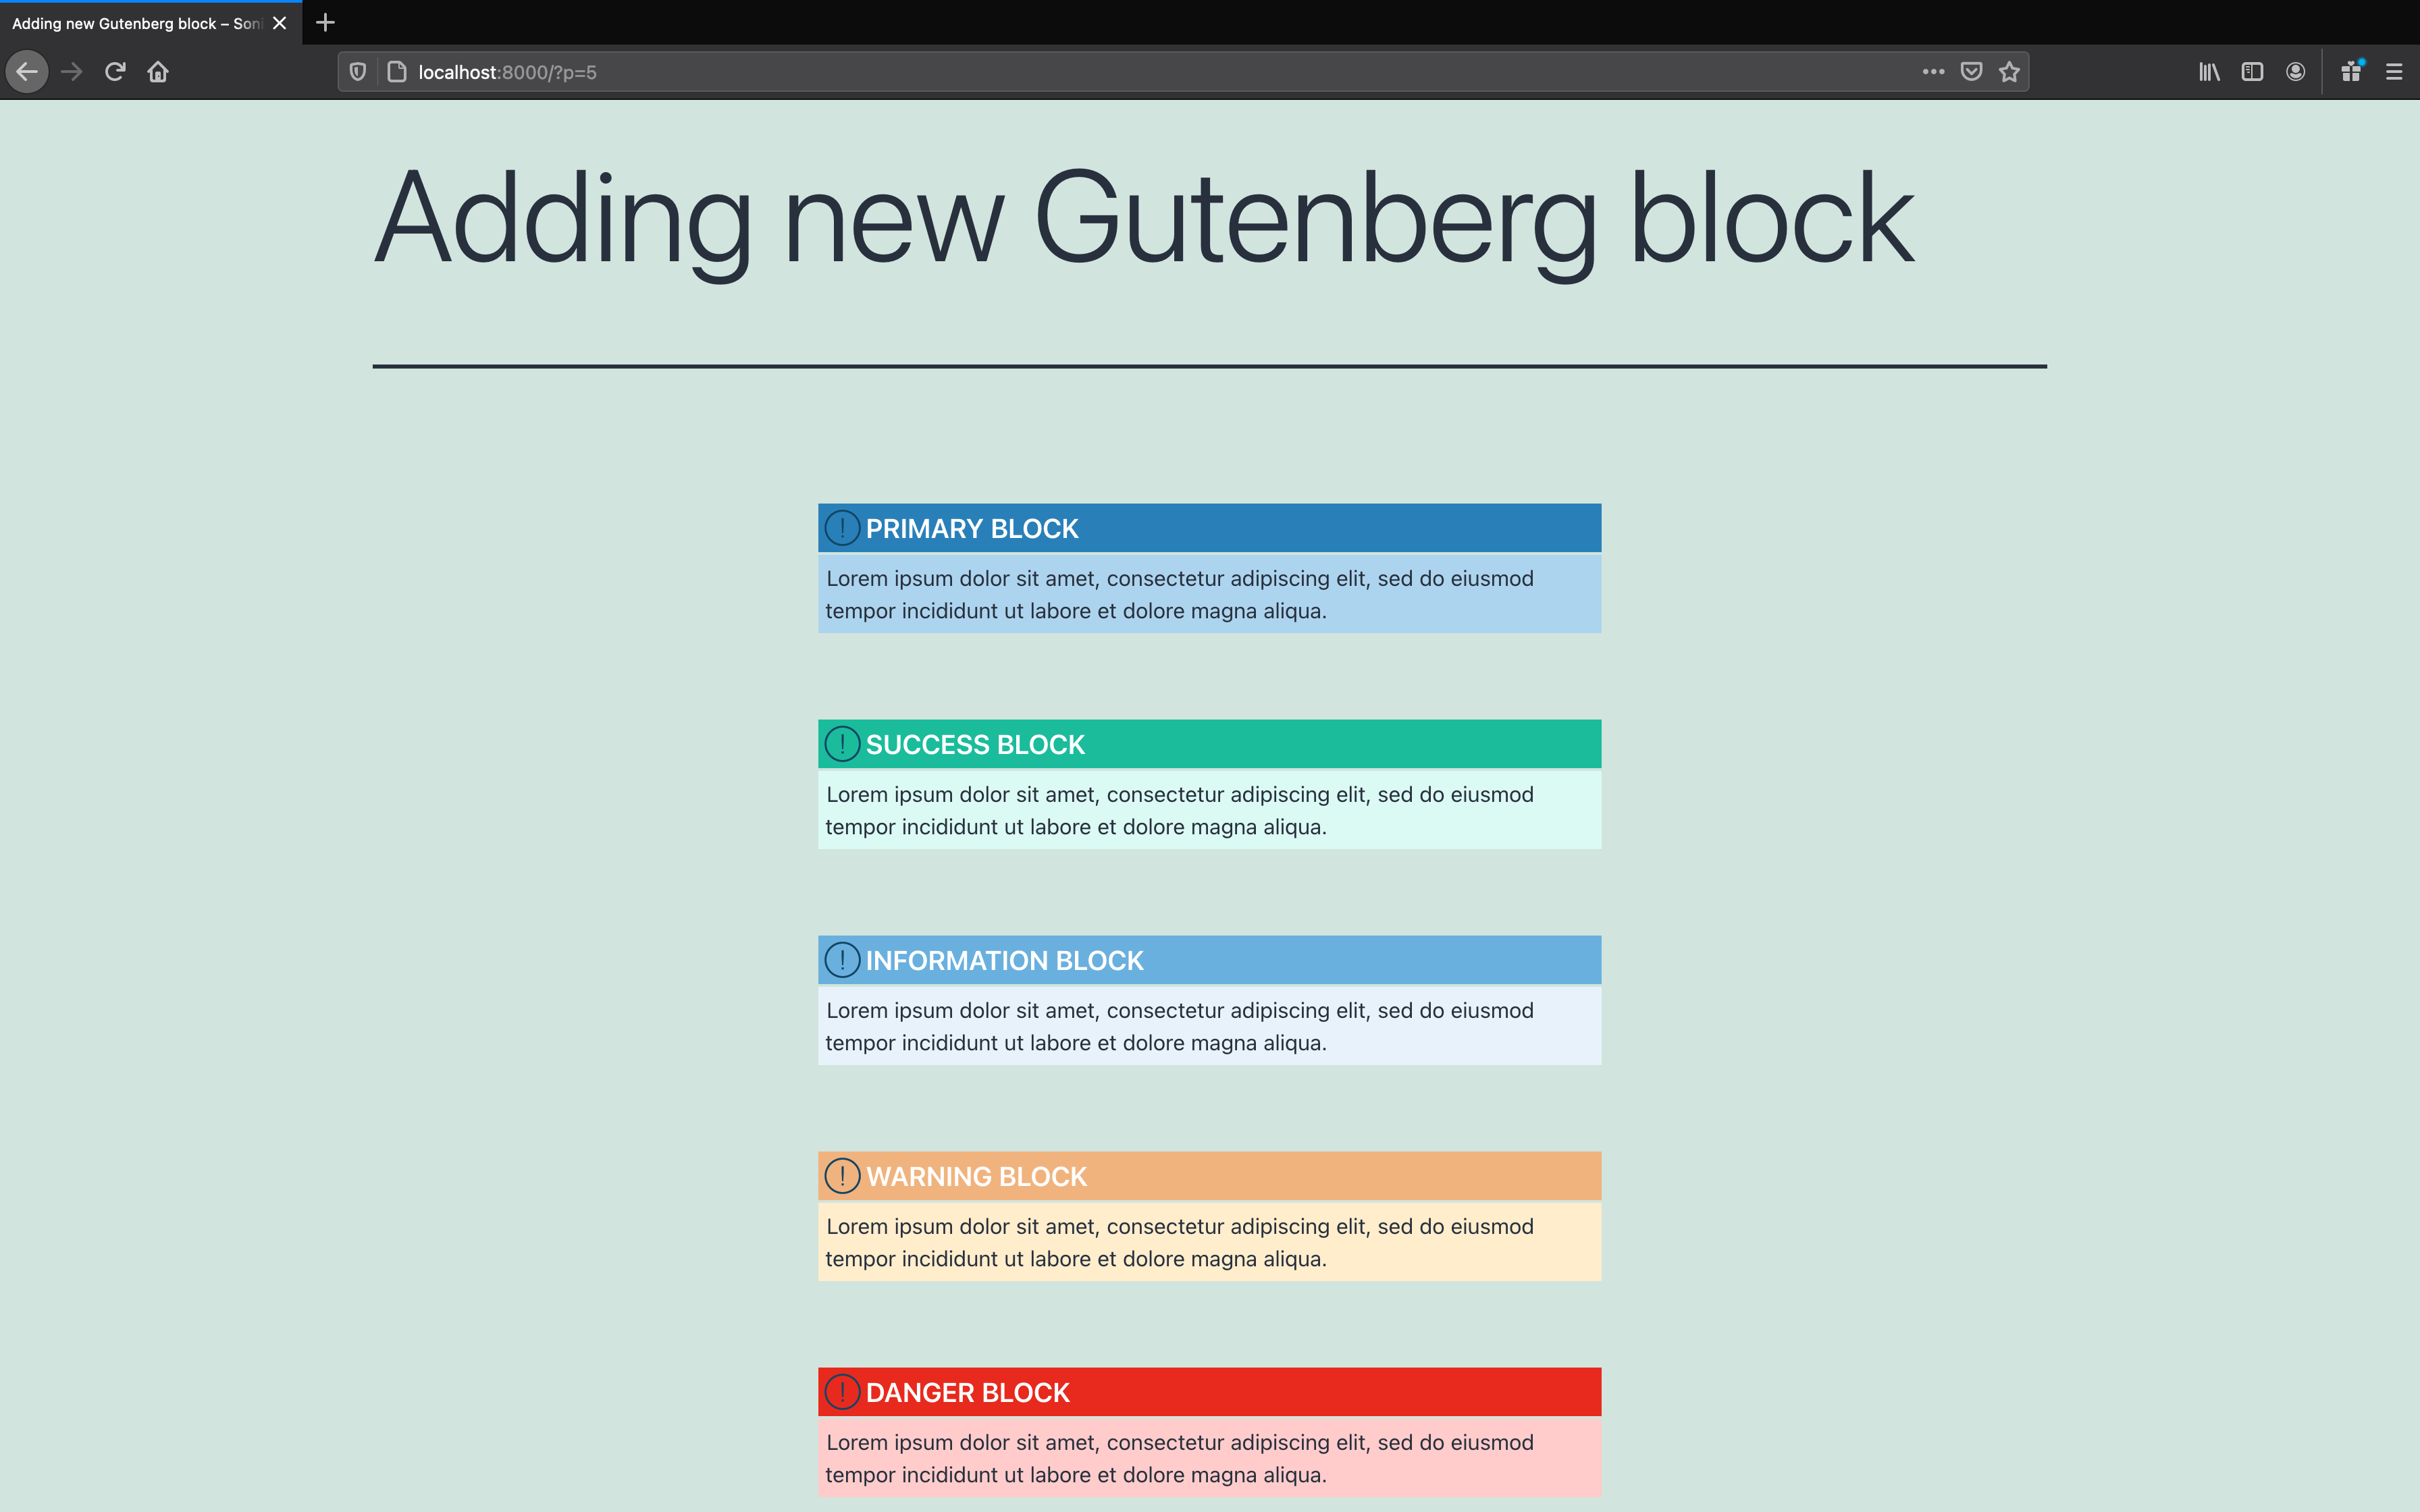 Adding new Gutenberg block – Soni
localhost:8000/?p=5
Adding new Gutenberg block
! PRIMARY BLOCK
Lorem ipsum dolor sit amet, consectetur adipiscing elit, sed do eiusmod
tempor incididunt ut labore et dolore magna aliqua.
! SUCCESS BLOCK
Lorem ipsum dolor sit amet, consectetur adipiscing elit, sed do eiusmod
tempor incididunt ut labore et dolore magna aliqua.
! INFORMATION BLOCK
Lorem ipsum dolor sit amet, consectetur adipiscing elit, sed do eiusmod
tempor incididunt ut labore et dolore magna aliqua.
! WARNING BLOCK
Lorem ipsum dolor sit amet, consectetur adipiscing elit, sed do eiusmod
tempor incididunt ut labore et dolore magna aliqua.
! DANGER BLOCK
Lorem ipsum dolor sit amet, consectetur adipiscing elit, sed do eiusmod
tempor incididunt ut labore et dolore magna aliqua.